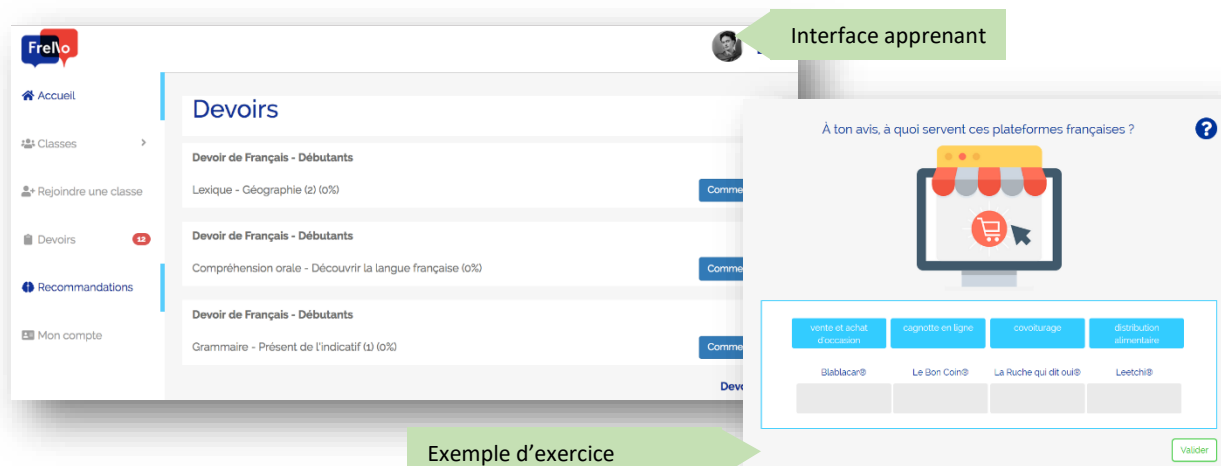 Interface apprenant
Frello
Accueil
Classes
Rejoindre une classe
Devoirs 12
Recommandations
Mon compte
Devoirs
Devoir de Français - Débutants
Lexique - Géographie (2) (0%)
Devoir de Français - Débutants
Compréhension orale - Découvrir la langue française (0%)
Devoir de Français - Débutants
Grammaire - Présent de l'indicatif (1) (0%)
À ton avis, à quoi servent ces plateformes françaises ?
?
vente et achat d'occasion
cagnotte en ligne
covoiturage
distribution alimentaire
Blablacar®
Le Bon Coin®
La Ruche qui dit oui®
Leetchi®
Valider
Exemple d'exercice